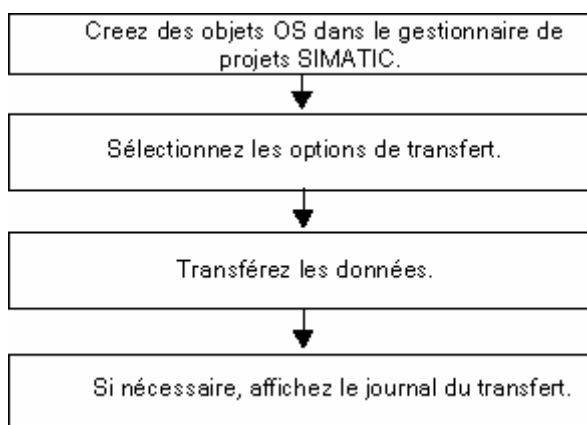 Creez des objets OS dans le gestionnaire de
projets SIMATIC.
Sélectionnez les options de transfert.
Transférez les données.
Si nécessaire, affichez le journal du transfert.